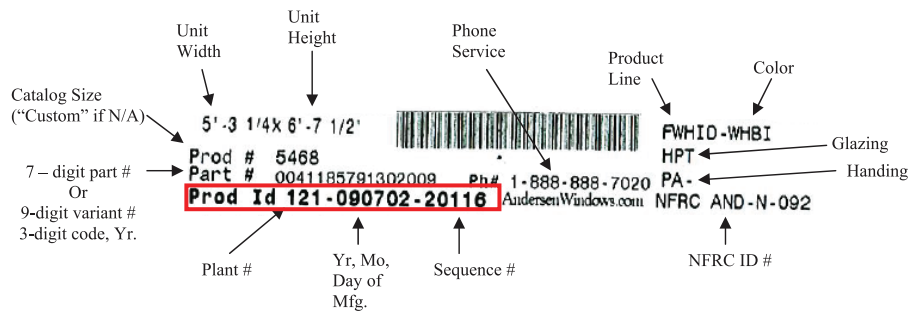 Unit
Width
Unit
Height
Phone
Service
Product
Line
Color
Catalog Size
(“Custom” if N/A)
5'-3 1/4X 6'-7 1/2'
FWHID-WHBI
Glazing
HPT
Prod # 5468
7 – digit part #
Or
9-digit variant #
3-digit code, Yr.
Part # 0041185791302009
Ph# 1-888-888-7020
PA-
Handing
Prod Id 121-090702-20116
AndersenWindows.com
NFRC AND-N-092
Plant #
Yr, Mo,
Day of
Mfg.
Sequence #
NFRC ID #